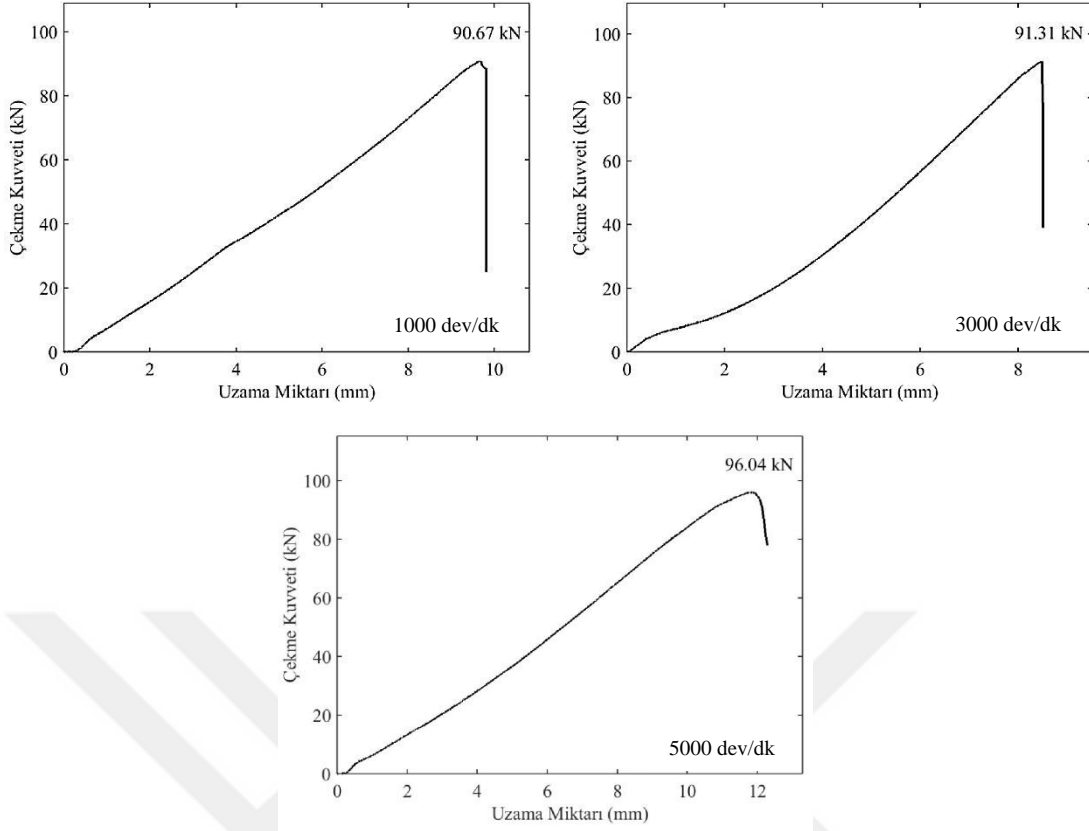 100
80
60
40
20
0
Çekme Kuvveti (kN)
90.67 kN
1000 dev/dk
0 2 4 6 8 10
Uzama Miktarı (mm)
100
80
60
40
20
0
Çekme Kuvveti (kN)
91.31 kN
3000 dev/dk
0 2 4 6 8
Uzama Miktarı (mm)
100
80
60
40
20
0
Çekme Kuvveti (kN)
96.04 kN
5000 dev/dk
0 2 4 6 8 10 12
Uzama Miktarı (mm)